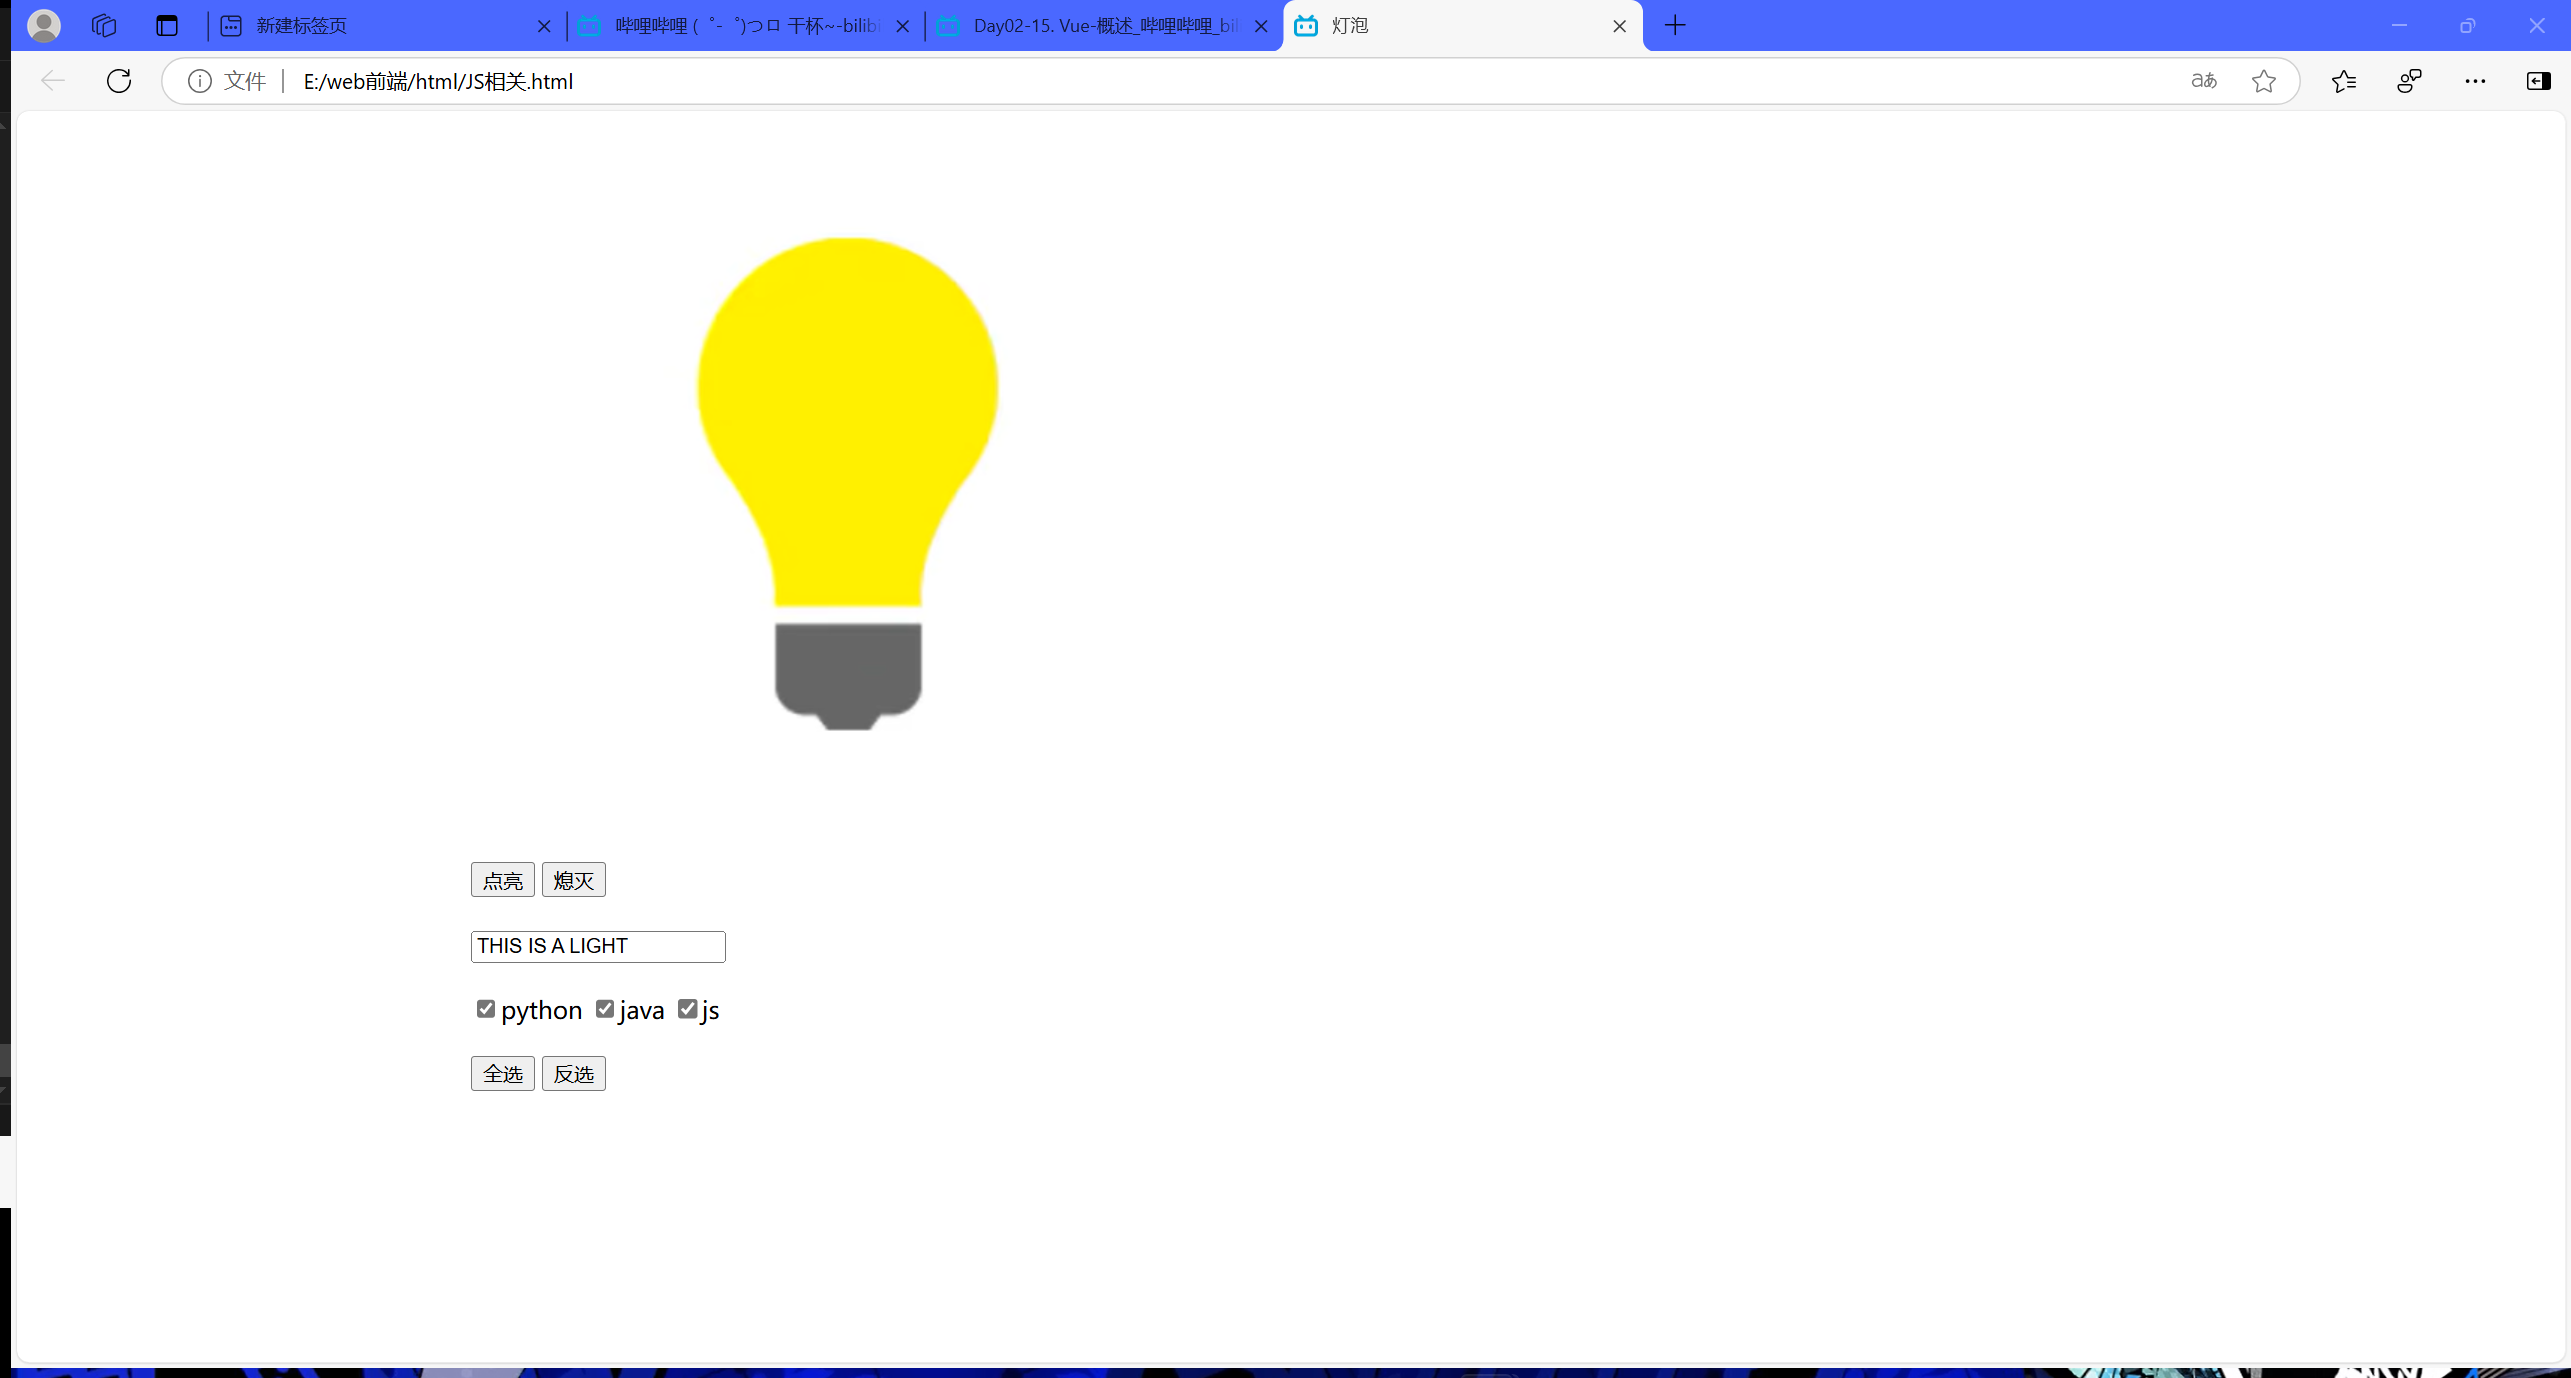 新建标签页
哔哩哔哩 (゜-゜)つロ 干杯~-bilibi
Day02-15. Vue-概述_哔哩哔哩_bil
灯泡
文件
E:/web前端/html/JS相关.html
aあ
点亮 熄灭
THIS IS A LIGHT
python java js
全选 反选